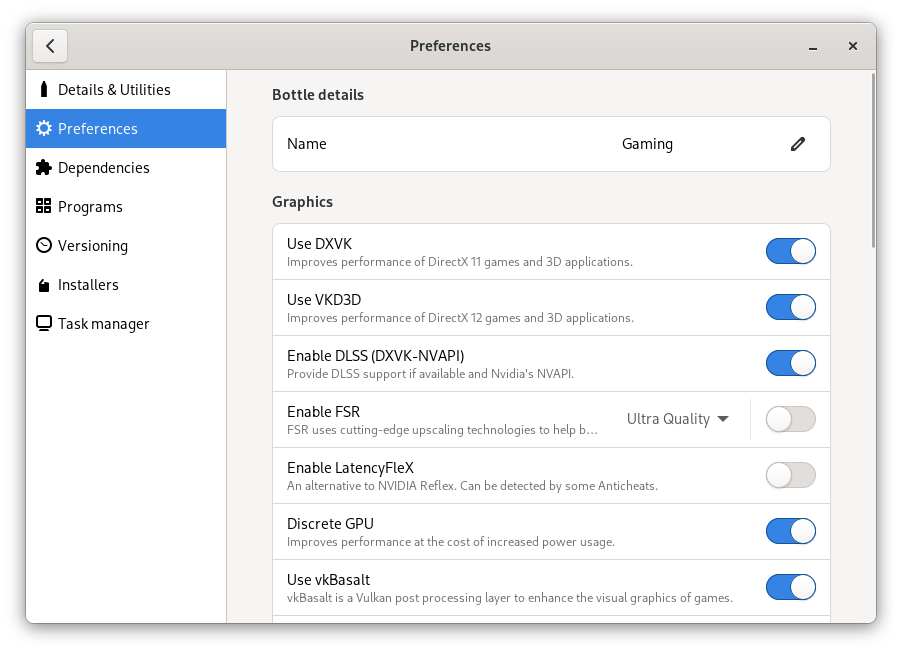 Preferences
Details & Utilities
Preferences
Dependencies
Programs
Versioning
Installers
Task manager
Bottle details
Name
Gaming
Graphics
Use DXVK
Improves performance of DirectX 11 games and 3D applications.
Use VKD3D
Improves performance of DirectX 12 games and 3D applications.
Enable DLSS (DXVK-NVAPI)
Provide DLSS support if available and Nvidia's NVAPI.
Enable FSR
FSR uses cutting-edge upscaling technologies to help b...
Ultra Quality
Enable LatencyFleX
An alternative to NVIDIA Reflex. Can be detected by some Anticheats.
Discrete GPU
Improves performance at the cost of increased power usage.
Use vkBasalt
vkBasalt is a Vulkan post processing layer to enhance the visual graphics of games.